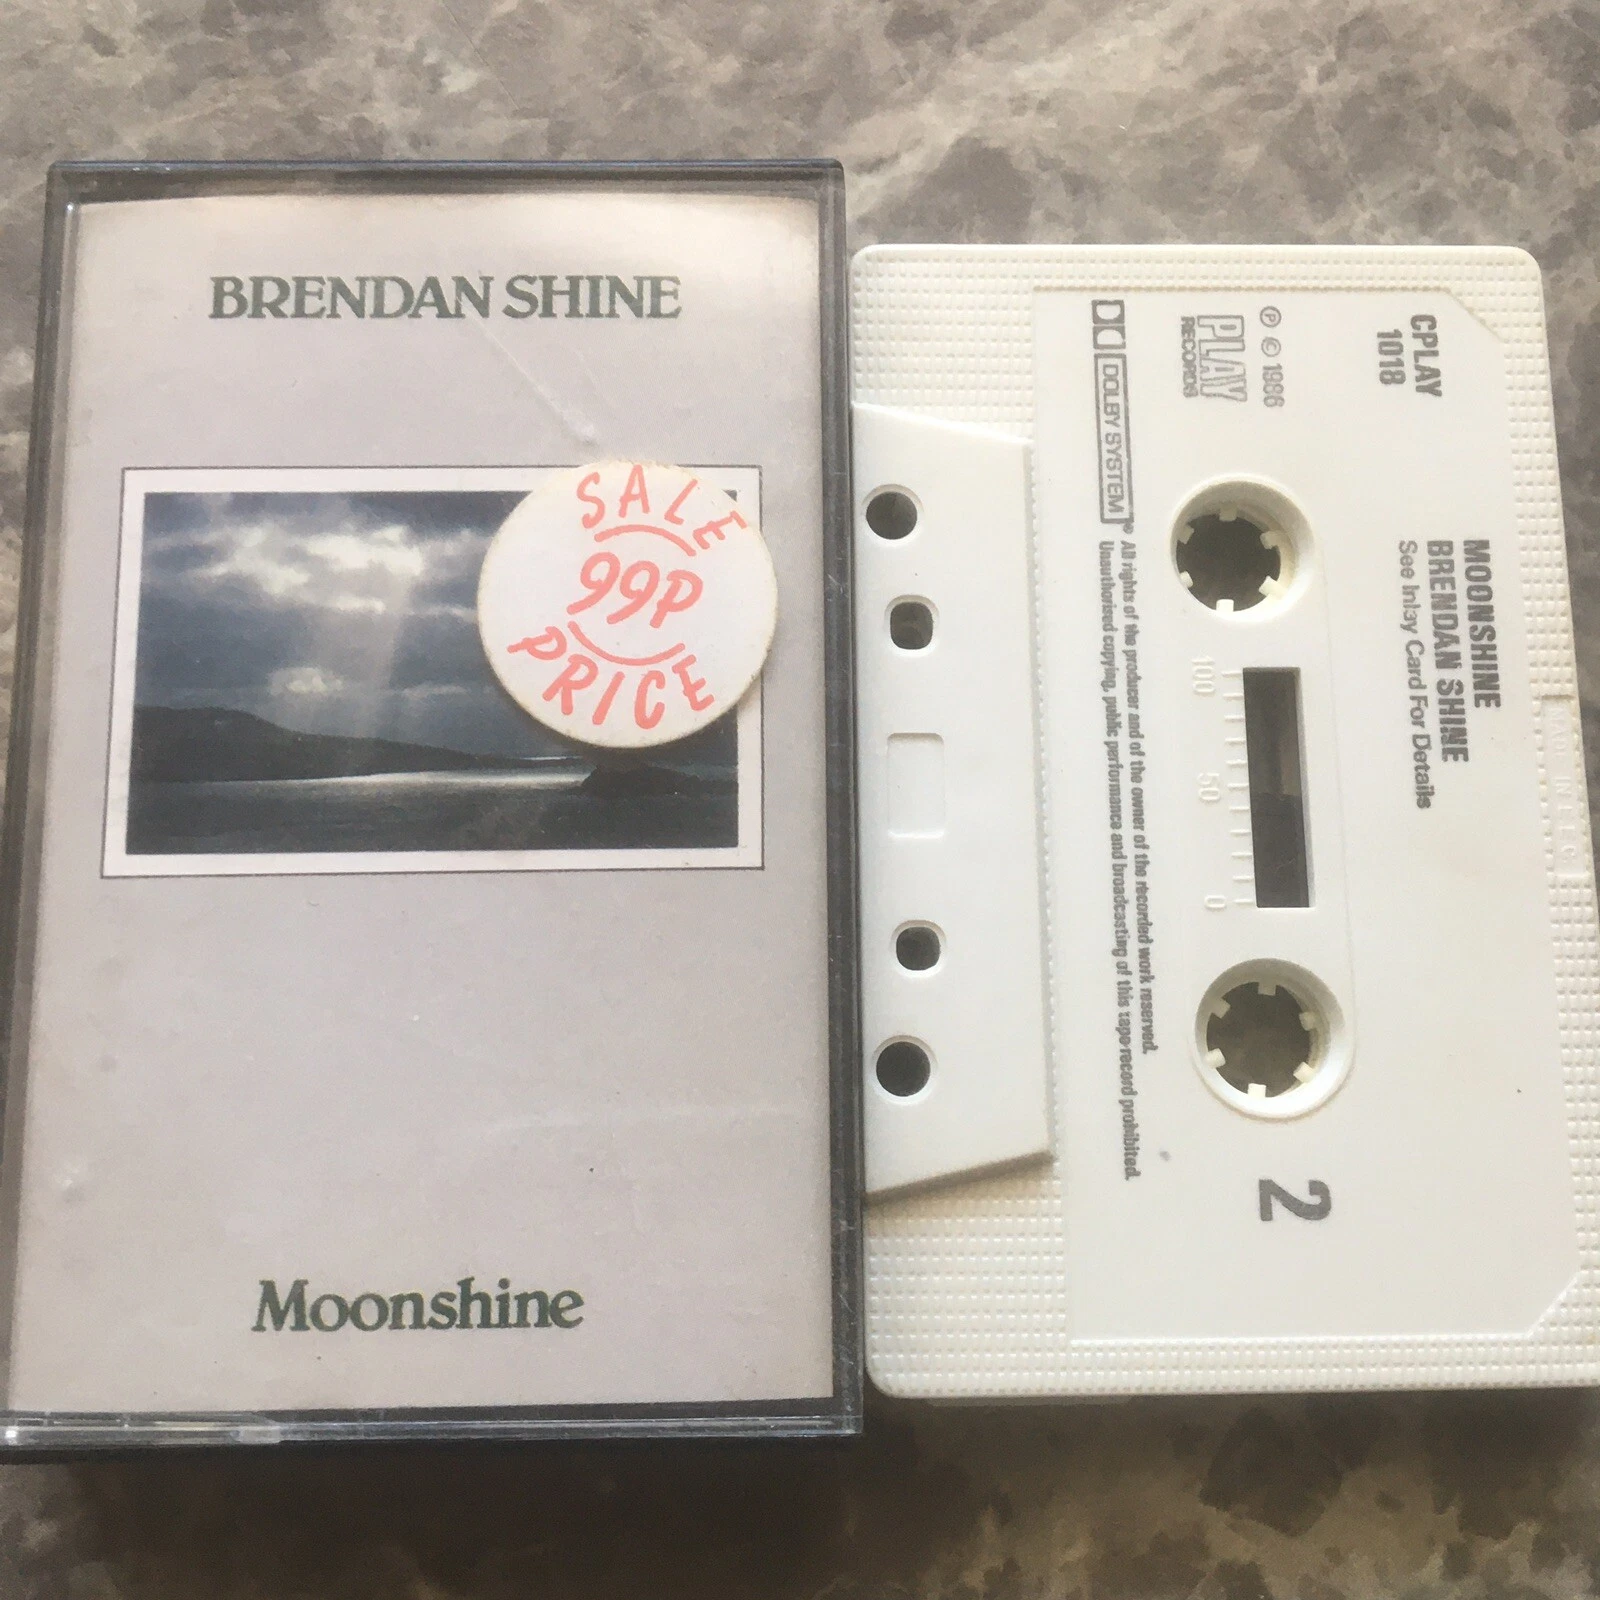 BRENDAN SHINE
SALE
99P
PRICE
Moonshine
CPLAY
1018
MOONSHINE
BRENDAN SHINE
See Inlay Card For Details
℗ © 1986
PLAY
RECORDS
DOLBY SYSTEM
All rights of the producer and of the owner of the recorded work reserved.
Unauthorised copying, public performance and broadcasting of this tape-record prohibited.
100 50 0
2